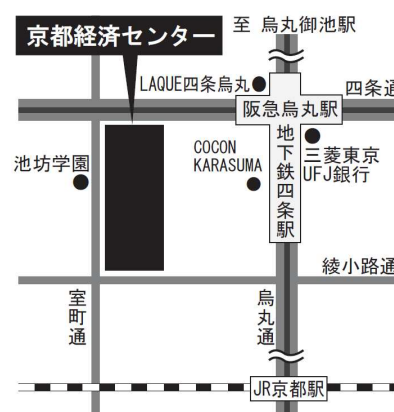 至 烏丸御池駅
京都経済センター
LAQUE四条烏丸
四条通
阪急烏丸駅
地下鉄四条駅
COCON
KARASUMA
三菱東京
UFJ銀行
池坊学園
綾小路通
室町通
烏丸通
JR京都駅